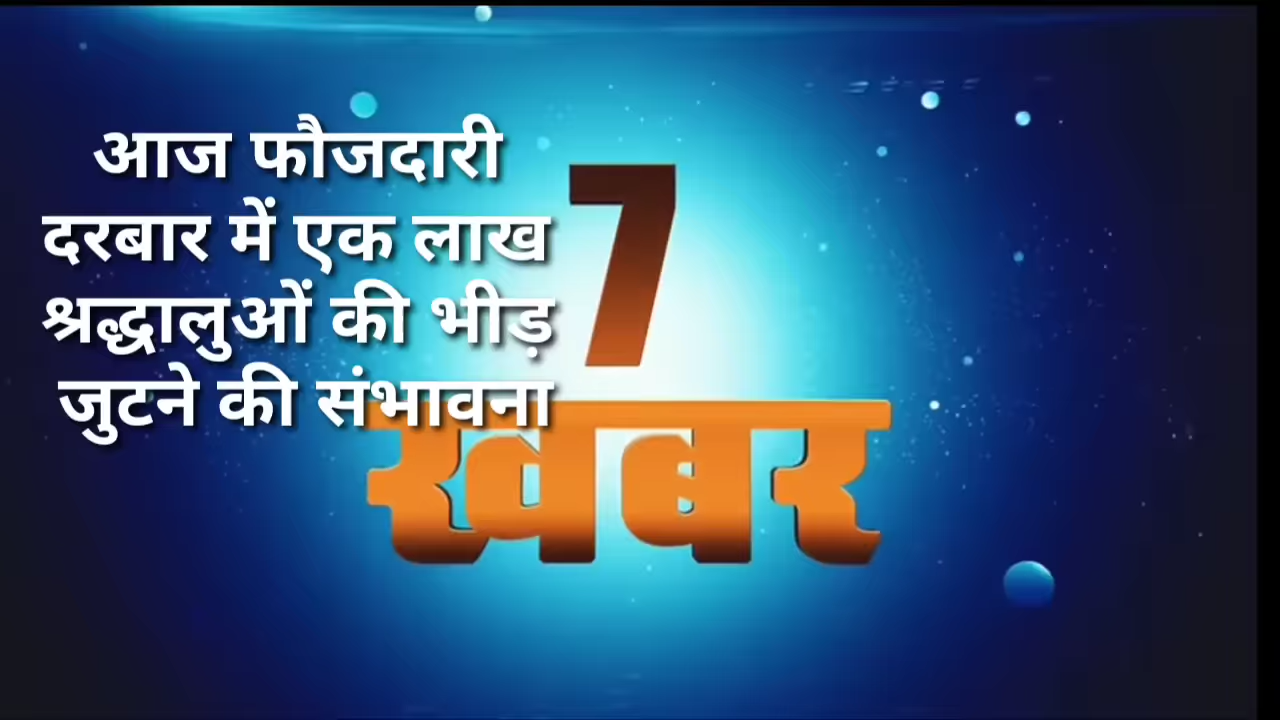 आज फौजदारी
दरबार में एक लाख
श्रद्धालुओं की भीड़
जुटने की संभावना
7
खबर